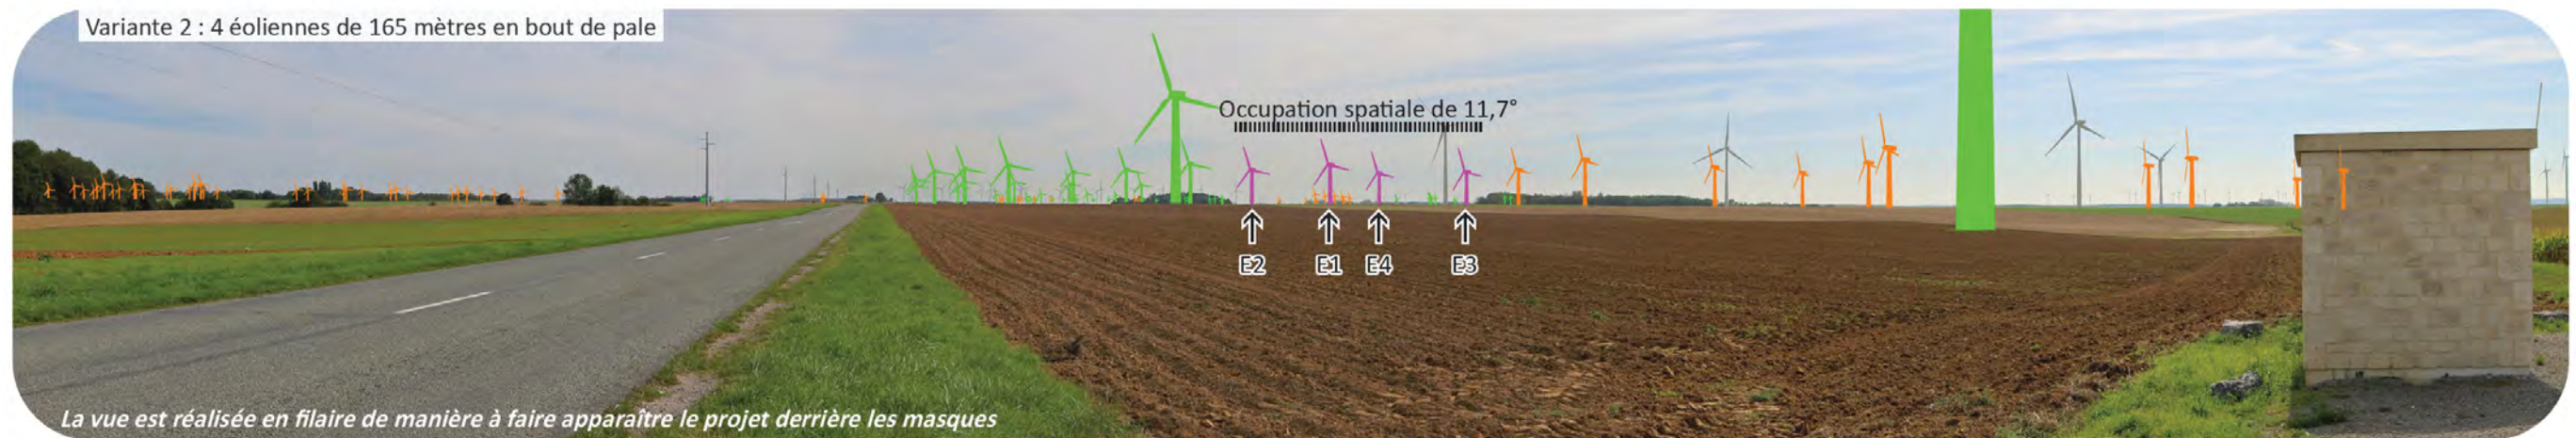 Variante 2 : 4 éoliennes de 165 mètres en bout de pale
Occupation spatiale de 11,7°
E2 E1 E4 E3
La vue est réalisée en filaire de manière à faire apparaître le projet derrière les masques